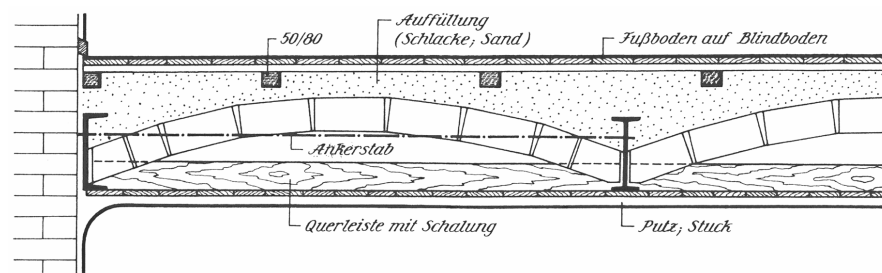 Auffüllung
50/80
(Schlacke; Sand)
Fußboden auf Blindboden
Ankerstab
Querleiste mit Schalung
Putz; Stuck